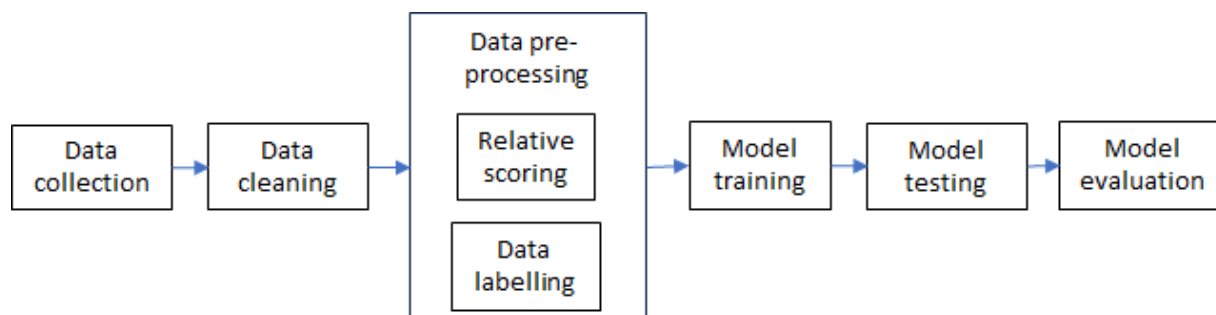 Data
collection
Data
cleaning
Data pre-
processing
Relative
scoring
Data
labelling
Model
training
Model
testing
Model
evaluation